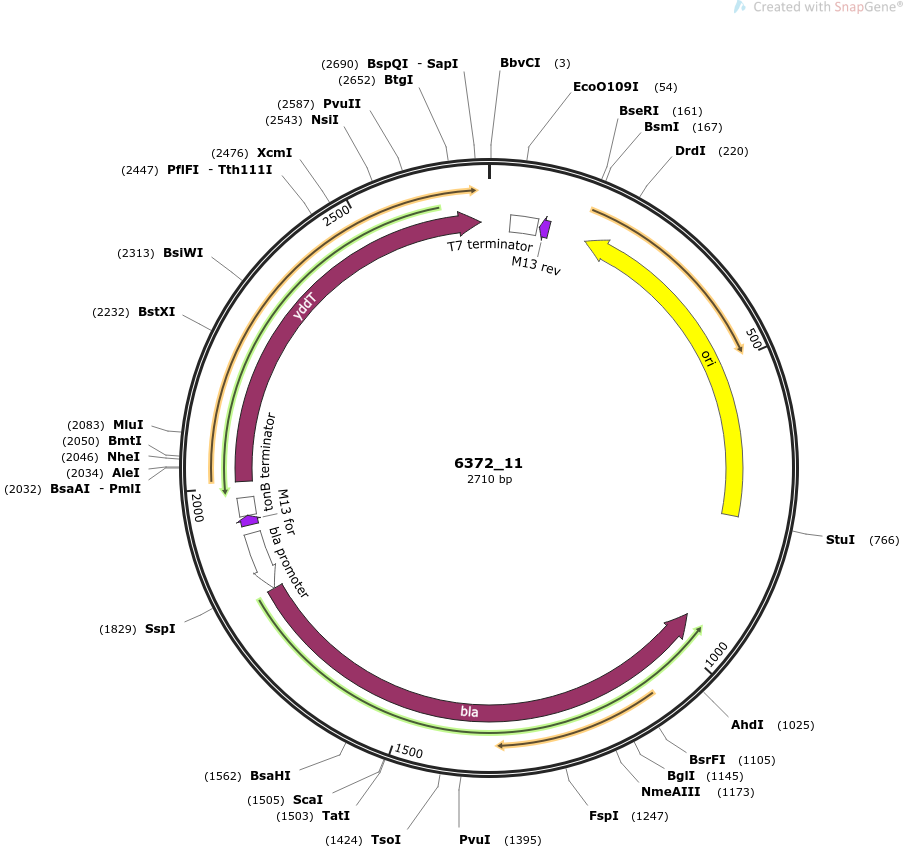 Created with SnapGene®
(2690) BspQI - SapI
BbvCI (3)
(2652) BtgI
EcoO109I (54)
(2587) PvuII
BseRI (161)
(2543) NsiI
BsmI (167)
(2476) XcmI
DrdI (220)
(2447) PflFI - Tth111I
2500
T7 terminator
M13 rev
(2313) BsiWI
yddT
(2232) BstXI
500
ori
(2083) MluI
(2050) BmtI
(2046) NheI
(2034) AleI
(2032) BsaAI - PmlI
tonB terminator
6372_11
2710 bp
2000
M13 for
bla promoter
StuI (766)
(1829) SspI
1000
bla
AhdI (1025)
1500
BsrFI (1105)
(1562) BsaHI
BglI (1145)
NmeAIII (1173)
(1505) ScaI
(1503) TatI
FspI (1247)
(1424) TsoI
PvuI (1395)